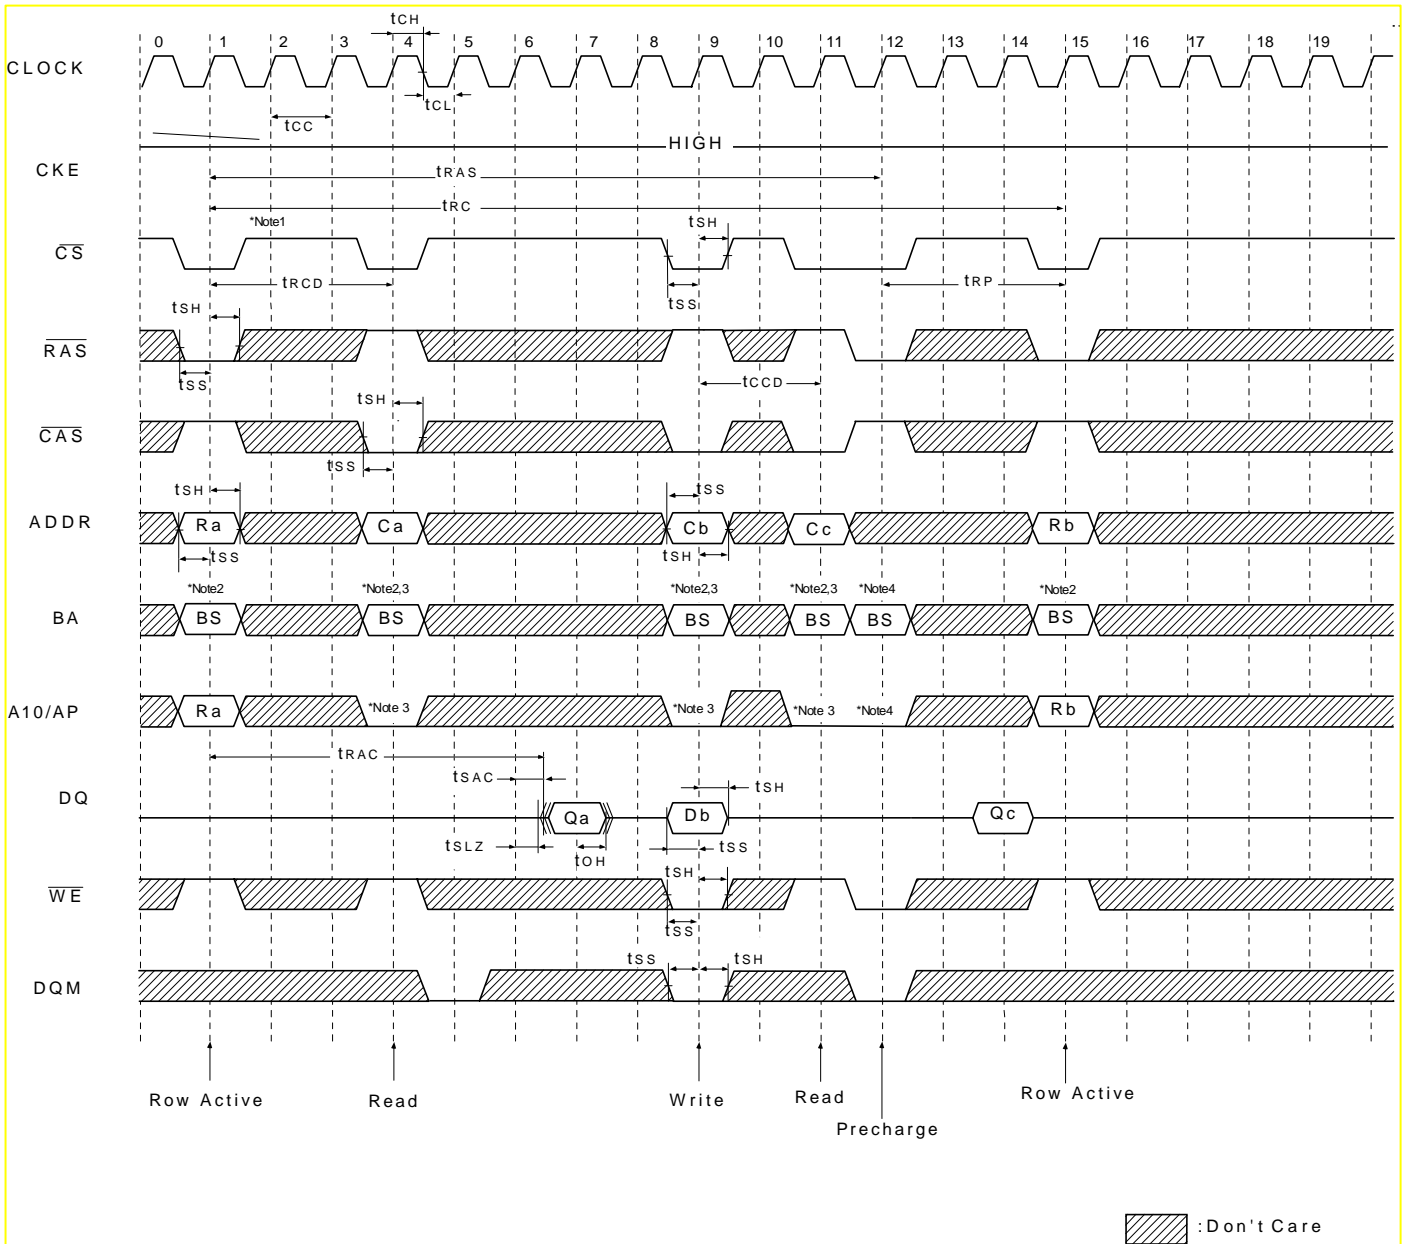 tCH
0 1 2 3 4 5 6 7 8 9 10 11 12 13 14 15 16 17 18 19
CLOCK
tCL
tCC
HIGH
CKE
tRAS
tRC
*Note1
tSH
CS
tRCD
tSS
tRP
tSH
RAS
tSS
tCCD
tSH
CAS
tSS
tSH
tSS
ADDR
Ra Ca Cb Cc Rb
tSS
tSH
*Note2 *Note2,3 *Note2,3 *Note2,3 *Note4 *Note2
BA
BS BS BS BS BS BS
A10/AP
Ra *Note 3 *Note 3 *Note 3 *Note4 Rb
tRAC
tSAC
tSH
DQ
Qa Db Qc
tSLZ
tOH
tSS
tSH
WE
tSS
tSS
tSH
DQM
Row Active Read Write Read Row Active
Precharge
:Don't Care